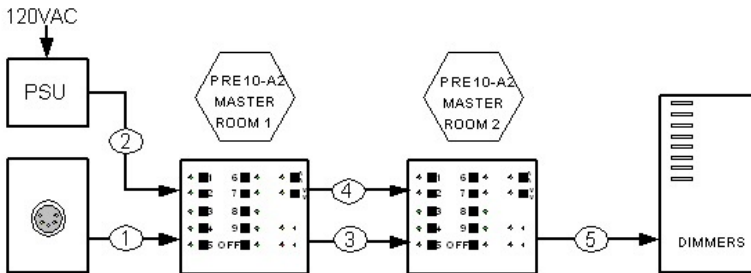 120VAC
PSU
PRE10-A2
MASTER
ROOM 1
PRE10-A2
MASTER
ROOM 2
2
1
4
3
5
1 6
2 7
3 8
4 9
5 OFF
1 6
2 7
3 8
4 9
5 OFF
DIMMERS